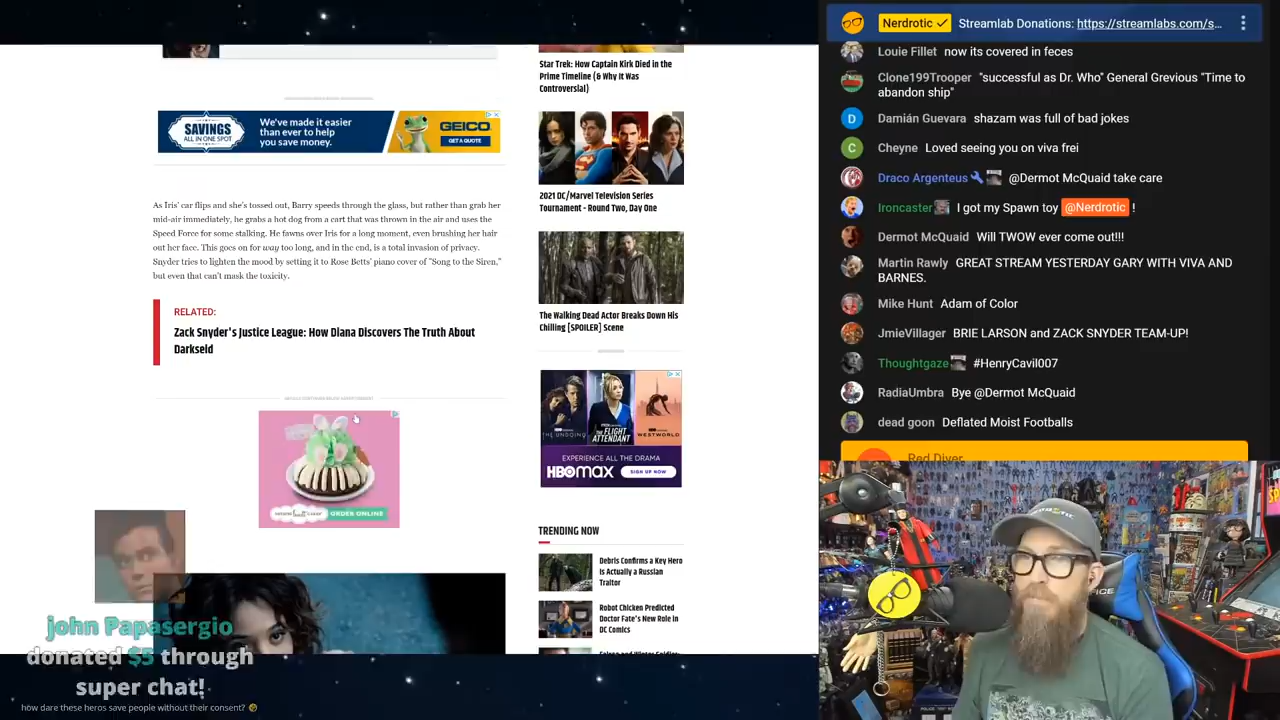 Star Trek: How Captain Kirk Died in the
Prime Timeline (& Why It Was
Controversial)
SAVINGS
ALL IN ONE SPOT
We've made it easier
than ever to help
you save money.
GEICO
GET A QUOTE
2021 DC/Marvel Television Series
Tournament - Round Two, Day One
As Iris' car flips and she's tossed out, Barry speeds through the glass, but rather than grab her
mid-air immediately, he grabs a hot dog from a cart that was thrown in the air and uses the
Speed Force for some stalking. He fawns over Iris for a long moment, even brushing her hair
out her face. This goes on for way too long, and in the end, is a total invasion of privacy.
Snyder tries to lighten the mood by setting it to Rose Betts' piano cover of "Song to the Siren,"
but even that can't mask the toxicity.
RELATED:
Zack Snyder's Justice League: How Diana Discovers The Truth About
Darkseid
The Walking Dead Actor Breaks Down His
Chilling [SPOILER] Scene
THE UNDOING
THE FLIGHT
ATTENDANT
WESTWORLD
EXPERIENCE ALL THE DRAMA
HBOMAX
SIGN UP NOW
ORDER ONLINE
TRENDING NOW
Debris Confirms a Key Hero
Is Actually a Russian
Traitor
Robot Chicken Predicted
Doctor Fate's New Role in
DC Comics
john Papasergio
donated $5 through
super chat!
how dare these heros save people without their consent? 🧐
Nerdrotic ✓ Streamlab Donations: https://streamlabs.com/s...
Louie Fillet now its covered in feces
Clone199Trooper "successful as Dr. Who" General Grevious "Time to
abandon ship"
D
Damian Guevara shazam was full of bad jokes
C
Cheyne Loved seeing you on viva frei
Draco Argenteus @Dermot McQuaid take care
Ironcaster I got my Spawn toy @Nerdrotic !
Dermot McQuaid Will TWOW ever come out!!!
Martin Rawly GREAT STREAM YESTERDAY GARY WITH VIVA AND
BARNES.
Mike Hunt Adam of Color
JmieVillager BRIE LARSON and ZACK SNYDER TEAM-UP!
Thoughtgaze #HenryCavil007
RadiaUmbra Bye @Dermot McQuaid
dead goon Deflated Moist Footballs
Red Diver